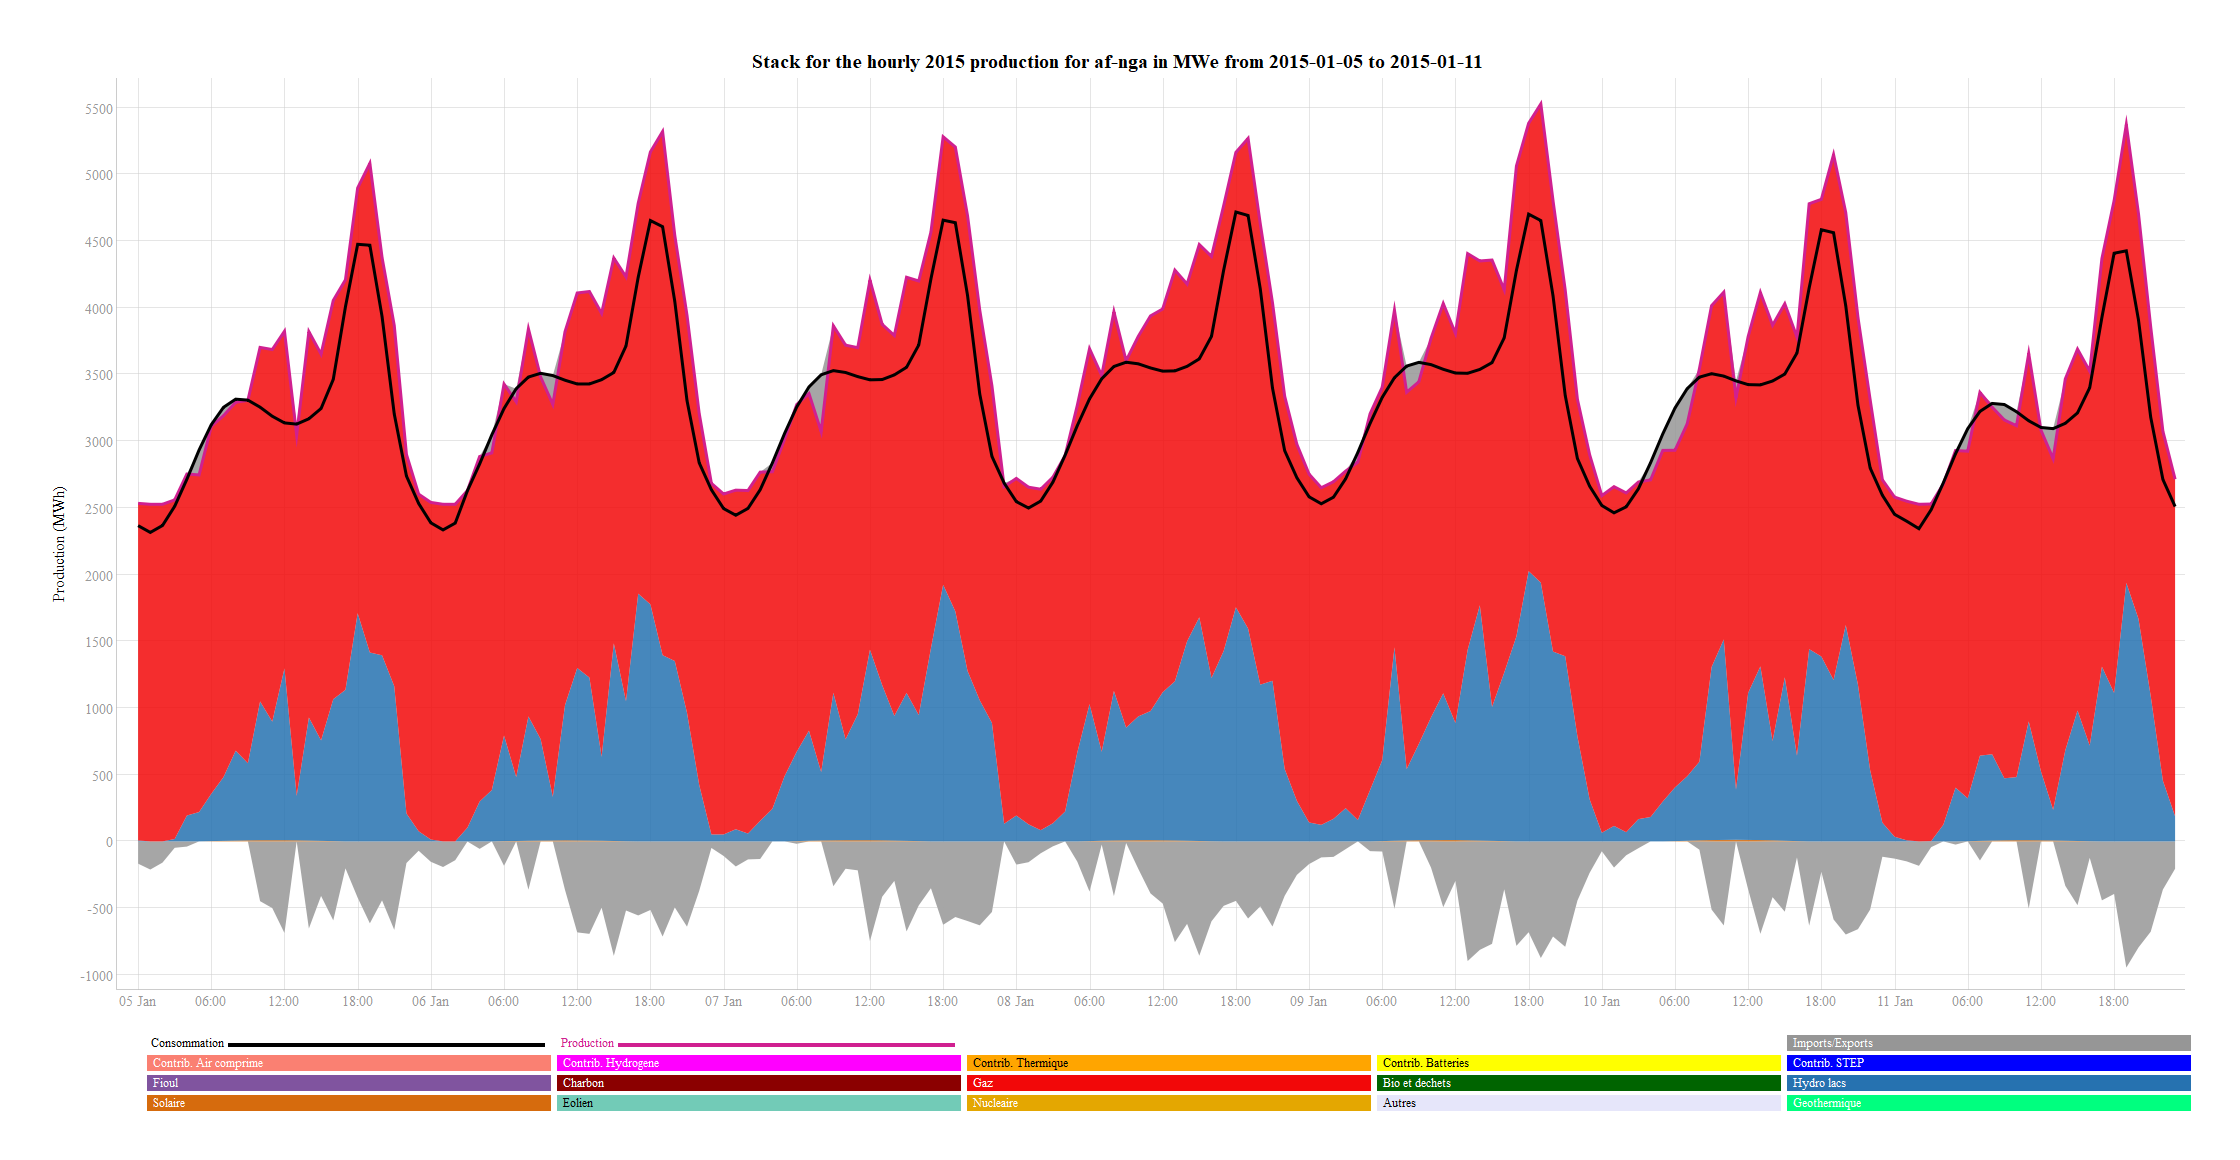 Stack for the hourly 2015 production for af-nga in MWe from 2015-01-05 to 2015-01-11
Production (MWh)
5500
5000
4500
4000
3500
3000
2500
2000
1500
1000
500
0
-500
-1000
05 Jan 06:00 12:00 18:00 06 Jan 06:00 12:00 18:00 07 Jan 06:00 12:00 18:00 08 Jan 06:00 12:00 18:00 09 Jan 06:00 12:00 18:00 10 Jan 06:00 12:00 18:00 11 Jan 06:00 12:00 18:00
Consommation Production Imports/Exports
Contrib. Air comprime Contrib. Hydrogene Contrib. Thermique Contrib. Batteries Contrib. STEP
Fioul Charbon Gaz Bio et dechets Hydro lacs
Solaire Eolien Nucleaire Autres Geothermique